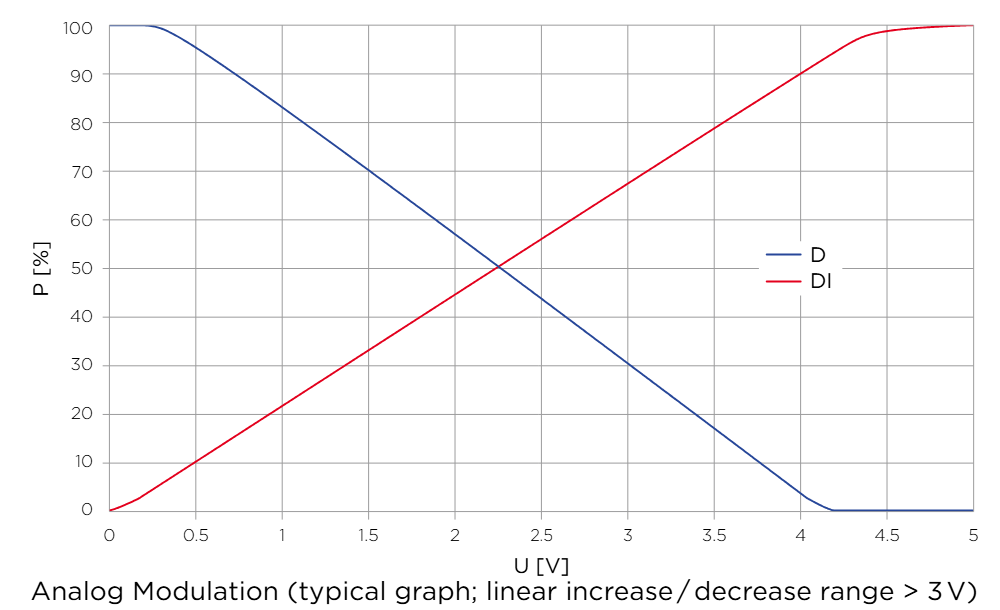 100
90
80
70
60
50
40
30
20
10
0
P [%]
D
DI
0 0.5 1 1.5 2 2.5 3 3.5 4 4.5 5
U [V]
Analog Modulation (typical graph; linear increase/decrease range > 3 V)